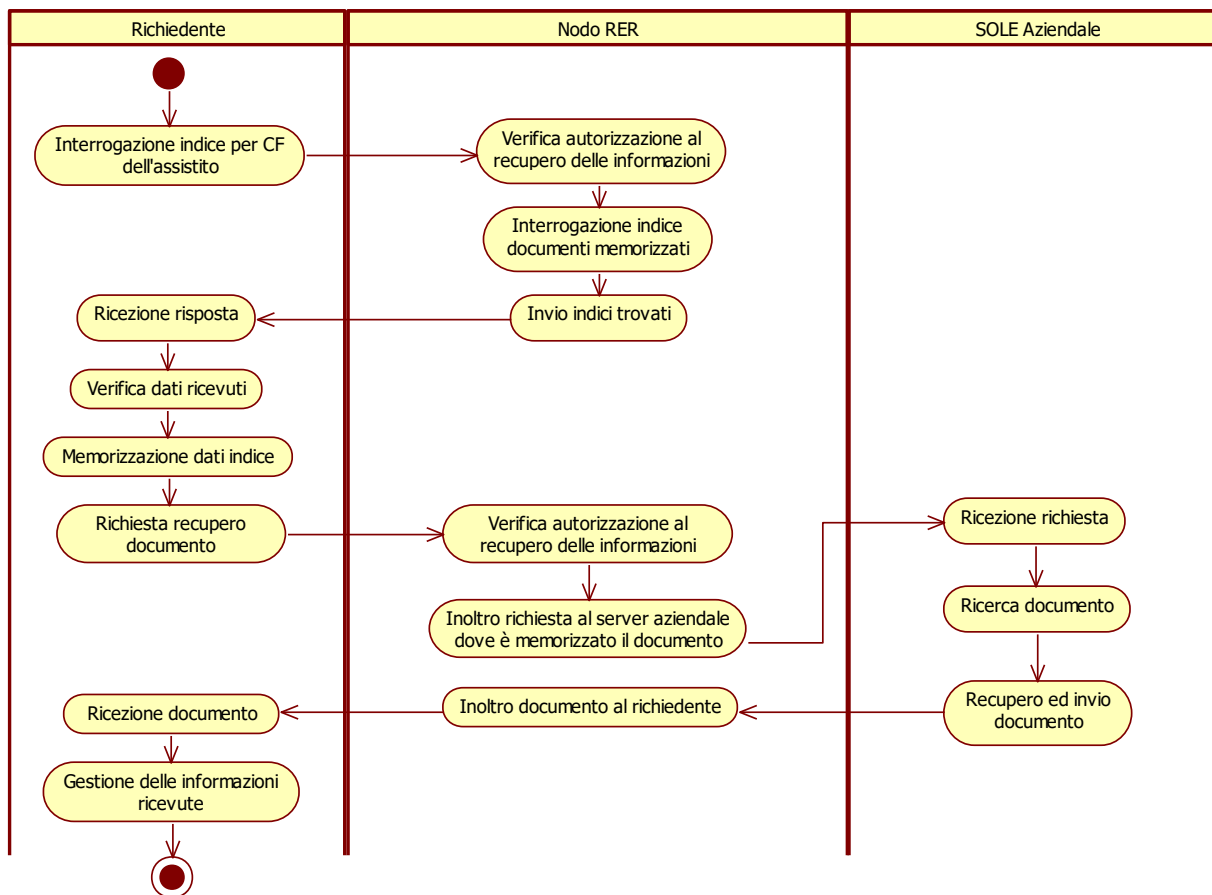 Richiedente
Nodo RER
SOLE Aziendale
Interrogazione indice per CF
dell'assistito
Verifica autorizzazione al
recupero delle informazioni
Interrogazione indice
documenti memorizzati
Invio indici trovati
Ricezione risposta
Verifica dati ricevuti
Memorizzazione dati indice
Richiesta recupero
documento
Verifica autorizzazione al
recupero delle informazioni
Inoltro richiesta al server aziendale
dove è memorizzato il documento
Ricezione richiesta
Ricerca documento
Recupero ed invio
documento
Inoltro documento al richiedente
Ricezione documento
Gestione delle informazioni
ricevute